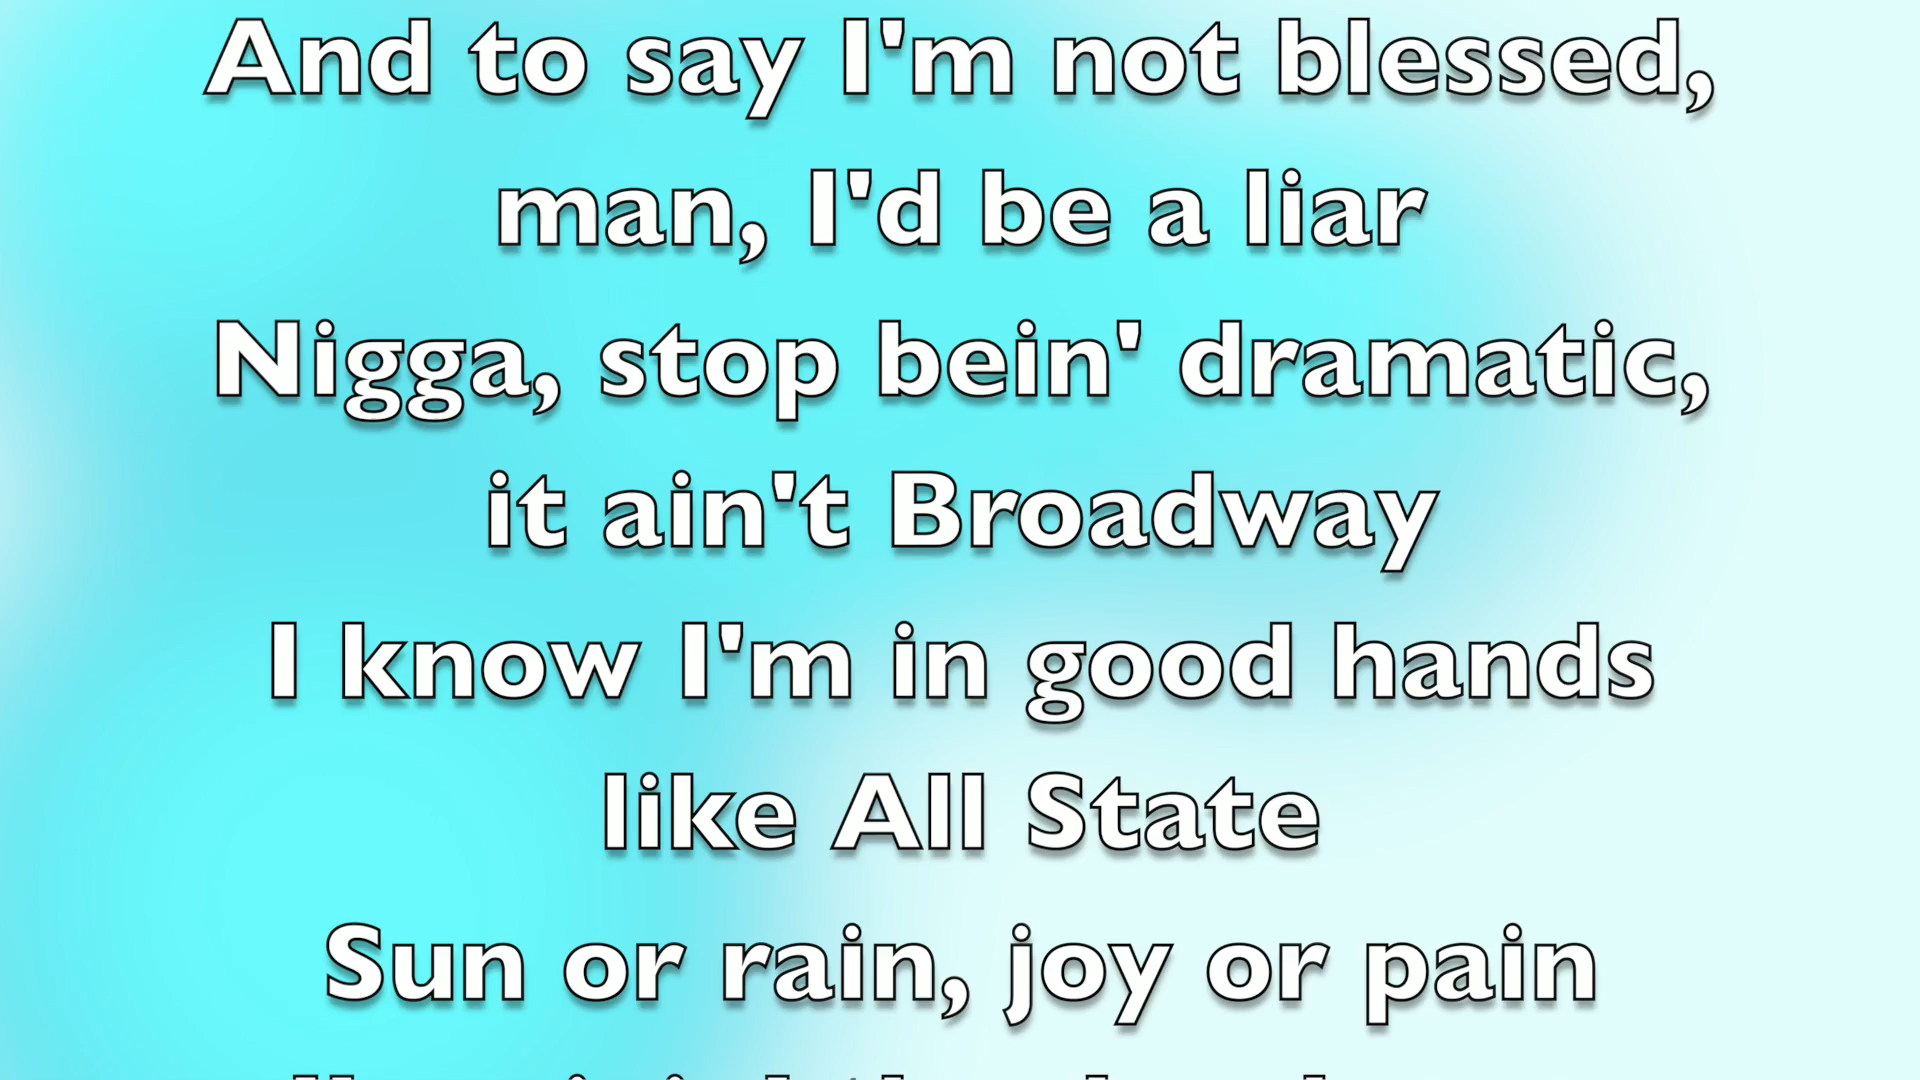 And to say I'm not blessed,
man, I'd be a liar
Nigga, stop bein' dramatic,
it ain't Broadway
I know I'm in good hands
like All State
Sun or rain, joy or pain